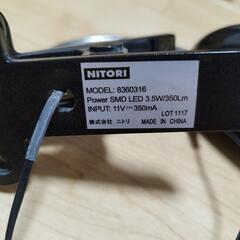 NITORI
MODEL: 8360316
Power SMD LED 3.5W/350Lm
INPUT: 11V⎓350mA
LOT 1117
株式会社 ニトリ MADE IN CHINA